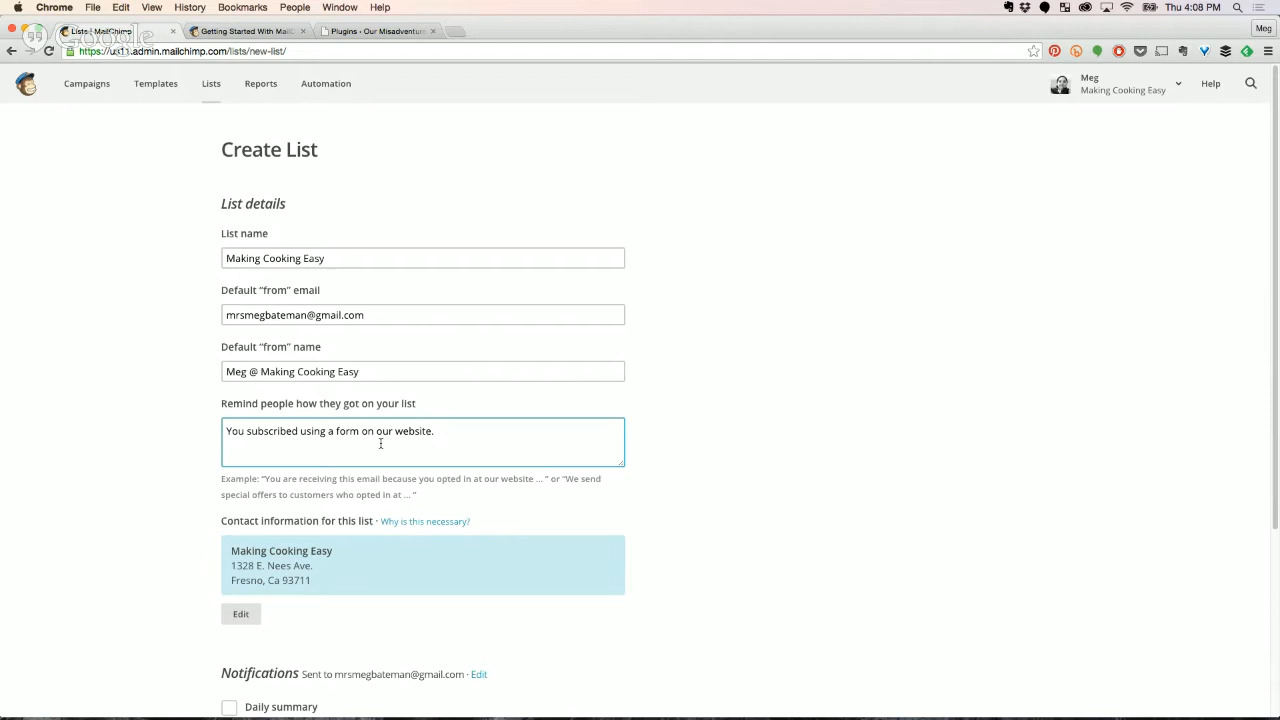 Chrome File Edit View History Bookmarks People Window Help Thu 4:08 PM
Lists | MailChimp Getting Started With MailC Plugins ‹ Our Misadventur Meg
Google
https://us11.admin.mailchimp.com/lists/new-list/
Campaigns Templates Lists Reports Automation Meg Help
Making Cooking Easy
Create List
List details
List name
Making Cooking Easy
Default “from” email
mrsmegbateman@gmail.com
Default “from” name
Meg @ Making Cooking Easy
Remind people how they got on your list
You subscribed using a form on our website.
Example: “You are receiving this email because you opted in at our website ... ” or “We send
special offers to customers who opted in at ... ”
Contact information for this list · Why is this necessary?
Making Cooking Easy
1328 E. Nees Ave.
Fresno, Ca 93711
Edit
Notifications Sent to mrsmegbateman@gmail.com · Edit
Daily summary